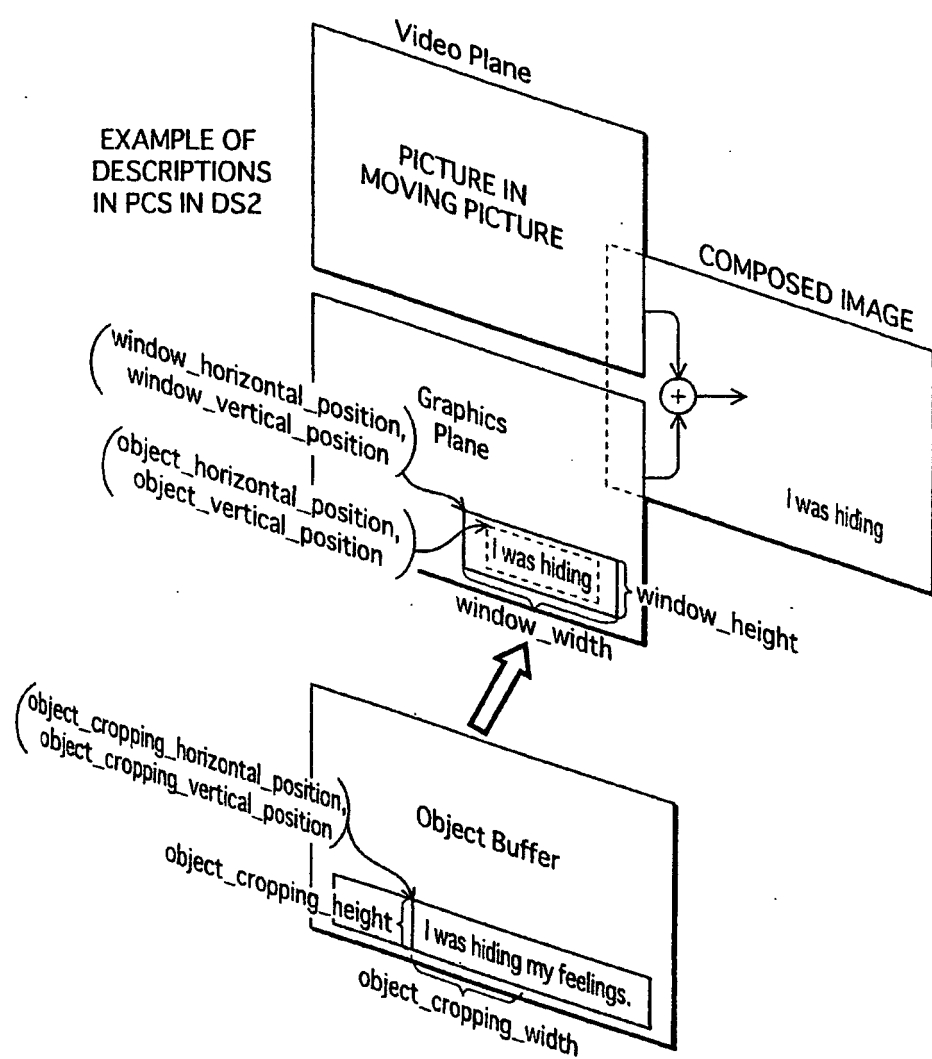 Video Plane
EXAMPLE OF
DESCRIPTIONS
IN PCS IN DS2
PICTURE IN
MOVING PICTURE
COMPOSED IMAGE
(window_horizontal_position,
window_vertical_position)
Graphics
Plane
(object_horizontal_position,
object_vertical_position)
+
I was hiding
I was hiding
window_height
window_width
(object_cropping_horizontal_position,
object_cropping_vertical_position)
Object Buffer
object_cropping_height
I was hiding my feelings.
object_cropping_width